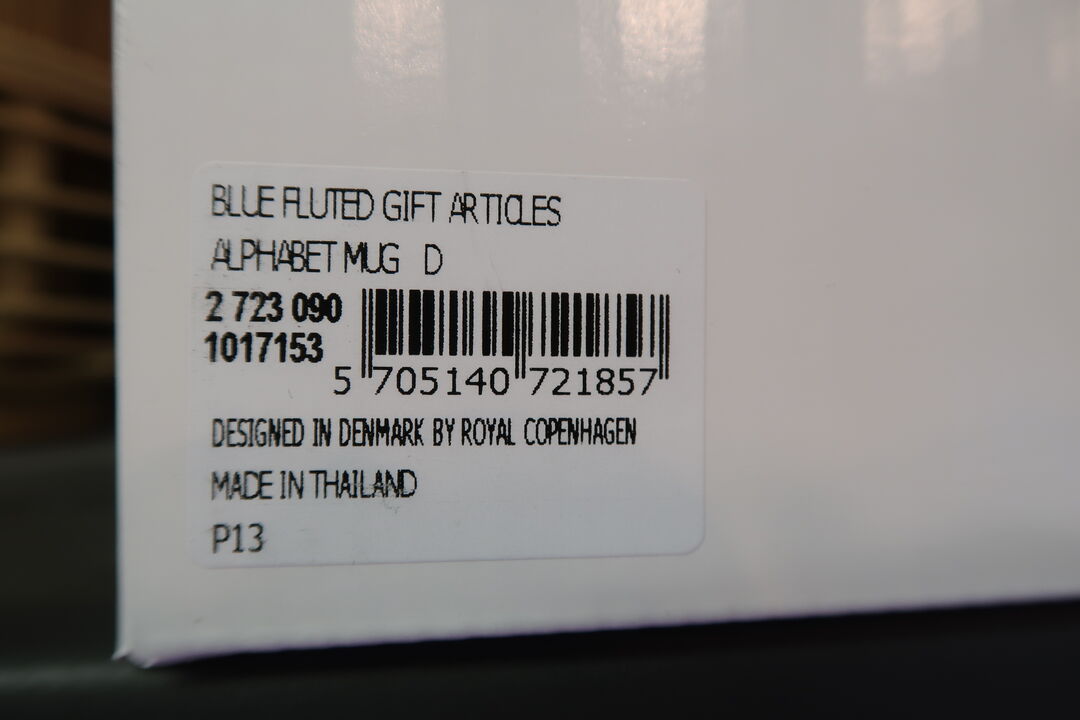 BLUE FLUTED GIFT ARTICLES
ALPHABET MUG D
2 723 090
1017153
5 705140 721857
DESIGNED IN DENMARK BY ROYAL COPENHAGEN
MADE IN THAILAND
P13